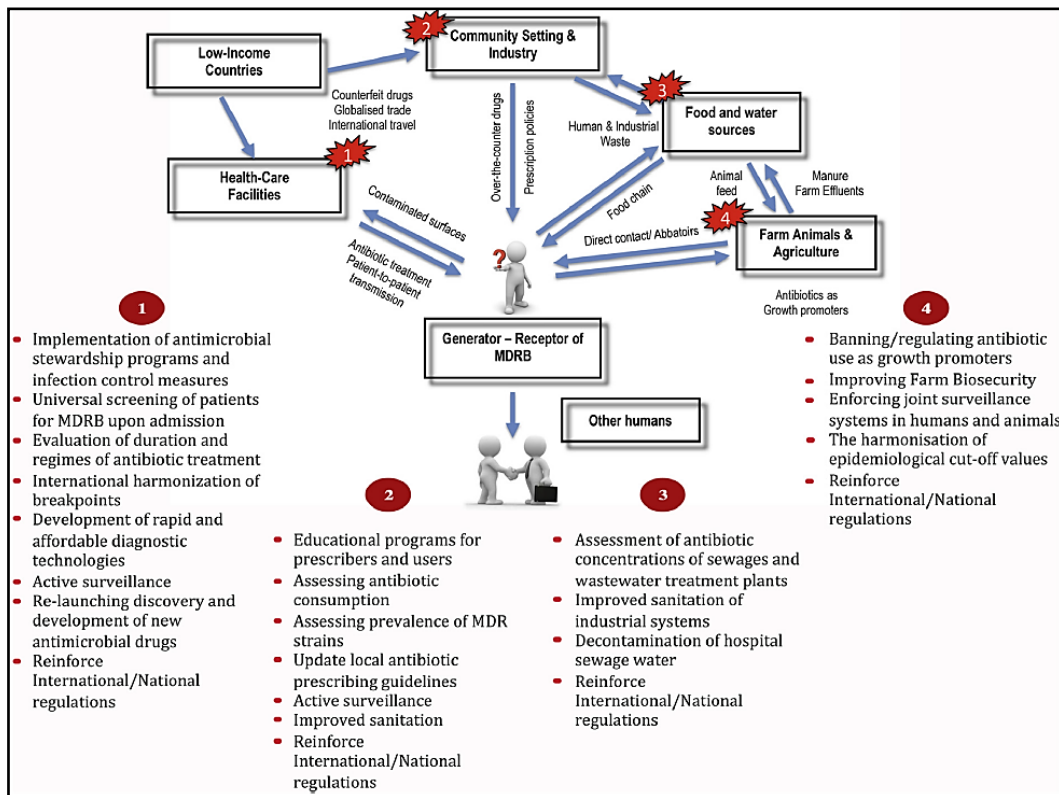 Low-Income
Countries
2
Community Setting &
Industry
Counterfeit drugs
Globalised trade
International travel
3
Food and water
sources
Human & Industrial
Waste
Over-the-counter drugs
Prescription policies
1
Health-Care
Facilities
Contaminated surfaces
Antibiotic treatment
Patient-to-patient
transmission
Food chain
Animal
feed
Manure
Farm Effluents
4
Direct contact/ Abbatoirs
Farm Animals &
Agriculture
Antibiotics as
Growth promoters
?
Generator – Receptor of
MDRB
Other humans
1
Implementation of antimicrobial
stewardship programs and
infection control measures
Universal screening of patients
for MDRB upon admission
Evaluation of duration and
regimes of antibiotic treatment
International harmonization of
breakpoints
Development of rapid and
affordable diagnostic
technologies
Active surveillance
Re-launching discovery and
development of new
antimicrobial drugs
Reinforce
International/National
regulations
2
Educational programs for
prescribers and users
Assessing antibiotic
consumption
Assessing prevalence of MDR
strains
Update local antibiotic
prescribing guidelines
Active surveillance
Improved sanitation
Reinforce
International/National
regulations
3
Assessment of antibiotic
concentrations of sewages and
wastewater treatment plants
Improved sanitation of
industrial systems
Decontamination of hospital
sewage water
Reinforce
International/National
regulations
4
Banning/regulating antibiotic
use as growth promoters
Improving Farm Biosecurity
Enforcing joint surveillance
systems in humans and animals
The harmonisation of
epidemiological cut-off values
Reinforce
International/National
regulations